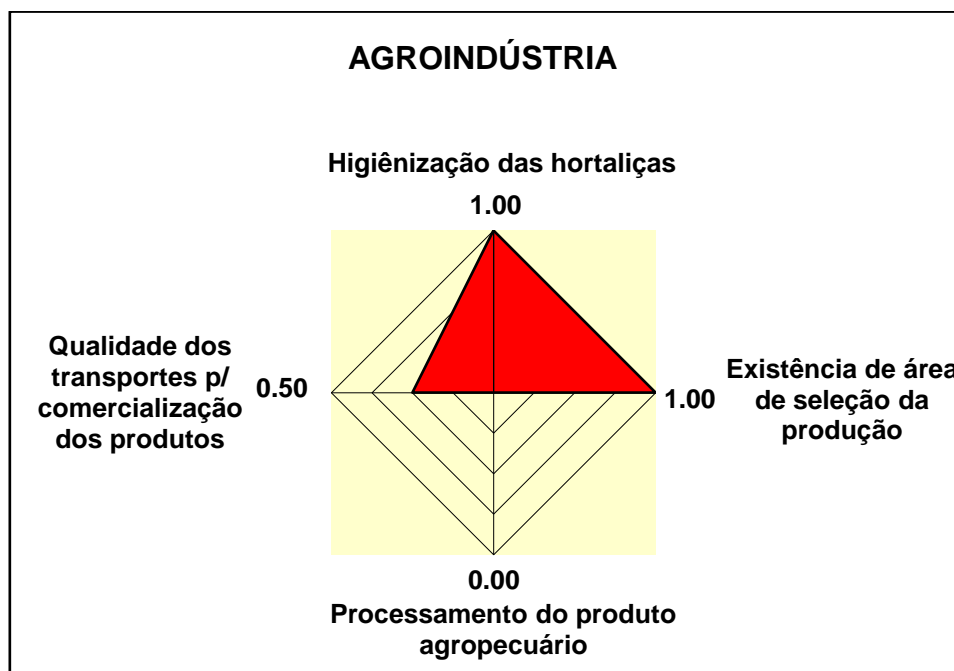 AGROINDÚSTRIA
Higiênização das hortaliças
1.00
Qualidade dos
transportes p/
comercialização
dos produtos
0.50
1.00
Existência de área
de seleção da
produção
0.00
Processamento do produto
agropecuário